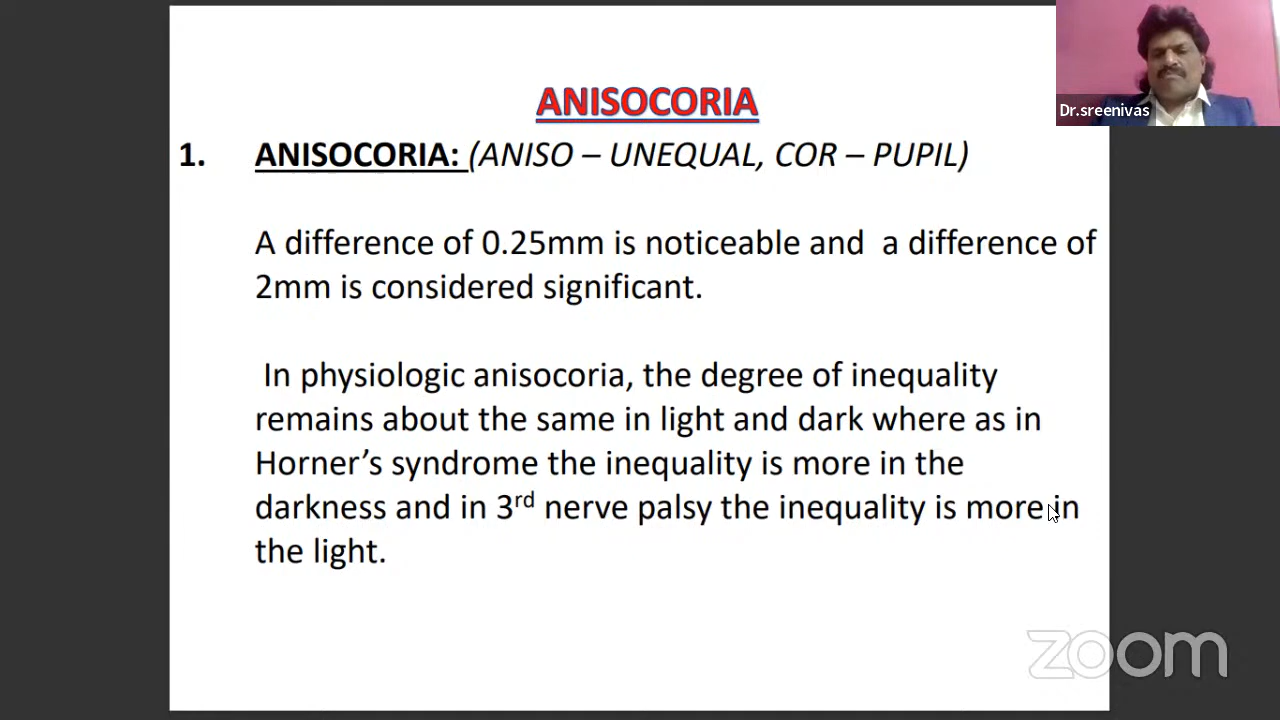 ANISOCORIA
Dr.sreenivas
1. ANISOCORIA: (ANISO – UNEQUAL, COR – PUPIL)
A difference of 0.25mm is noticeable and a difference of
2mm is considered significant.
In physiologic anisocoria, the degree of inequality
remains about the same in light and dark where as in
Horner’s syndrome the inequality is more in the
darkness and in 3rd nerve palsy the inequality is more in
the light.
zoom